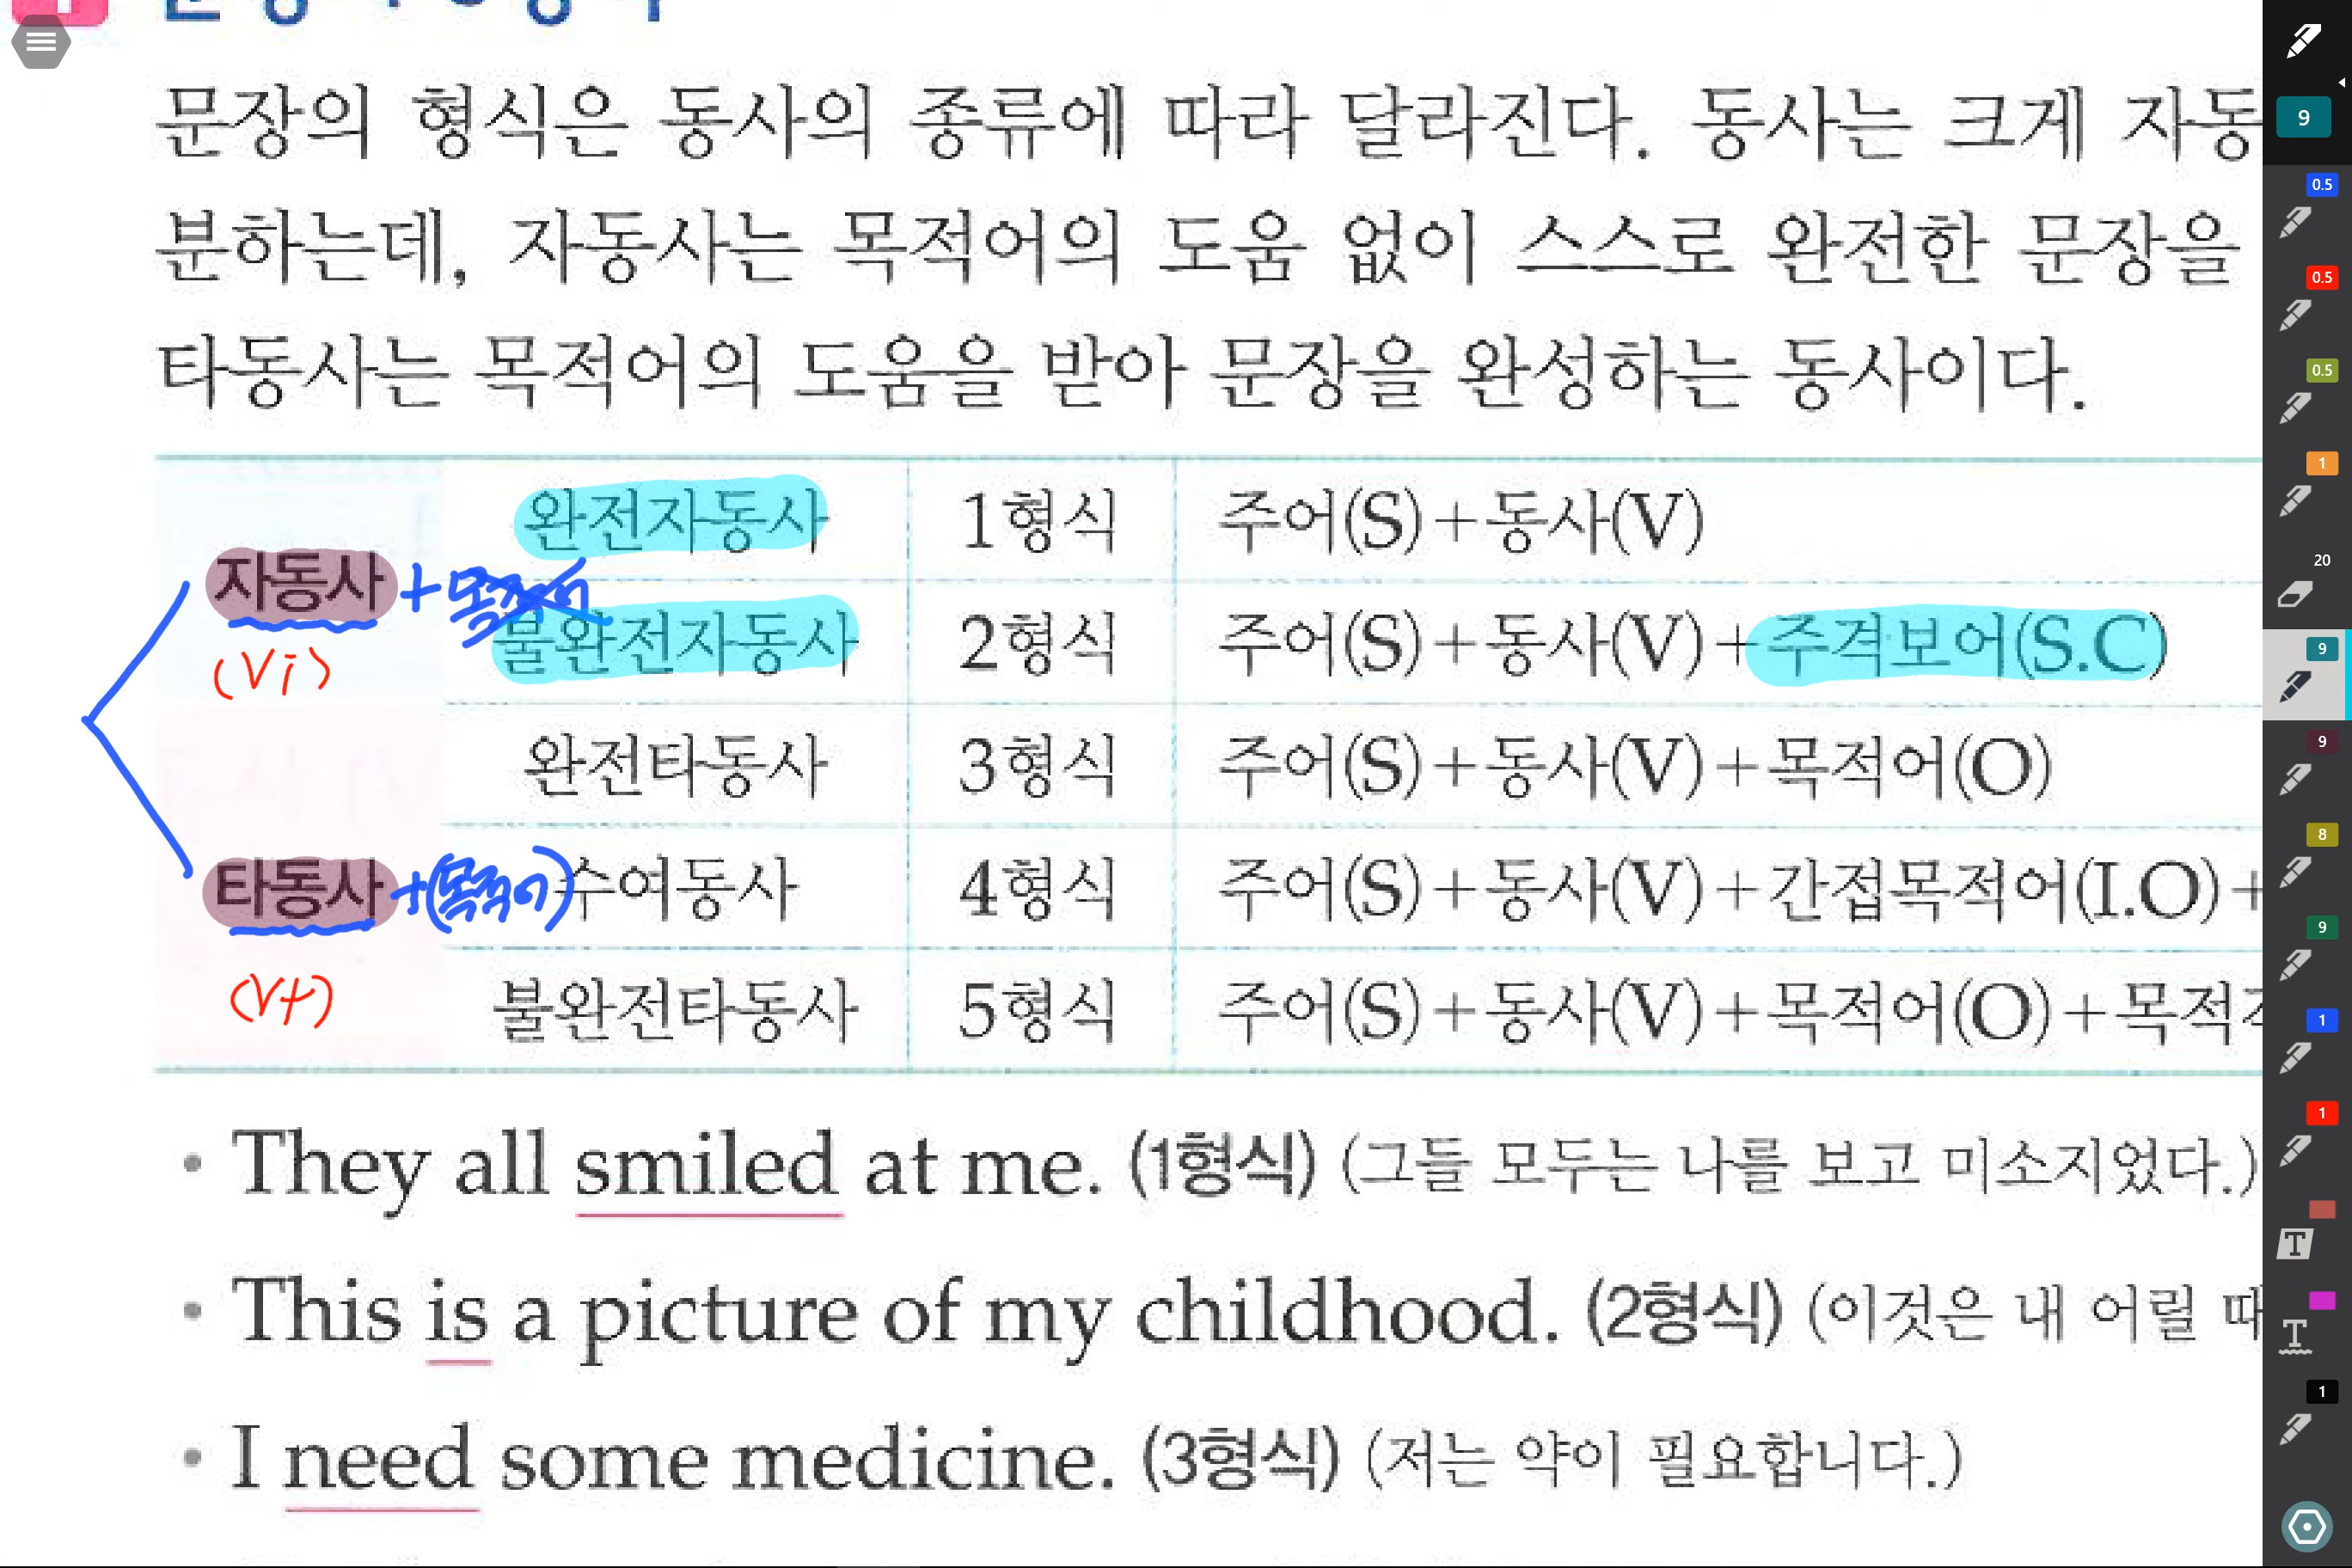 문장의 형식은 동사의 종류에 따라 달라진다. 동사는 크게 자동
분하는데, 자동사는 목적어의 도움 없이 스스로 완전한 문장을
타동사는 목적어의 도움을 받아 문장을 완성하는 동사이다.
완전자동사 1형식 주어(S)+동사(V)
자동사 +목적어
불완전자동사 2형식 주어(S)+동사(V)+주격보어(S.C)
(Vi)
완전타동사 3형식 주어(S)+동사(V)+목적어(O)
타동사 +(목적어) 수여동사 4형식 주어(S)+동사(V)+간접목적어(I.O)+
(Vt)
불완전타동사 5형식 주어(S)+동사(V)+목적어(O)+목적
• They all smiled at me. (1형식) (그들 모두는 나를 보고 미소지었다.)
• This is a picture of my childhood. (2형식) (이것은 내 어릴 때
• I need some medicine. (3형식) (저는 약이 필요합니다.)
9
0.5
0.5
0.5
1
20
9
9
8
9
1
1
T
T
1